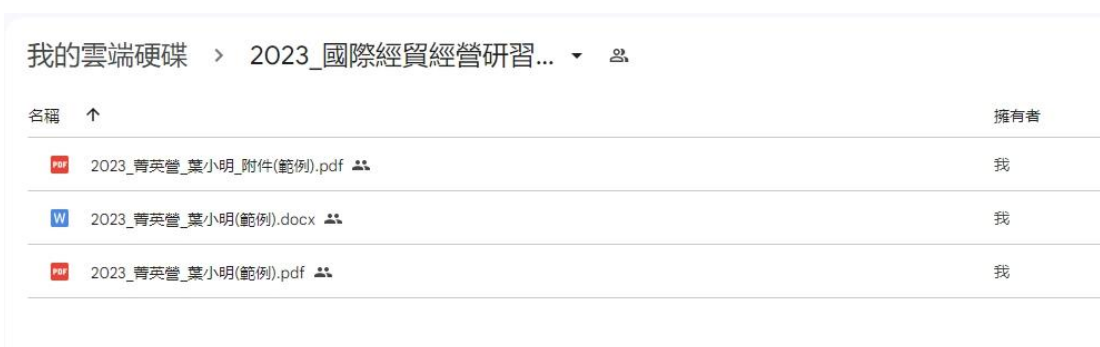 我的雲端硬碟 > 2023_國際經貿經營研習...
名稱 ↑ 擁有者
PDF 2023_菁英營_葉小明_附件(範例).pdf 我
W 2023_菁英營_葉小明(範例).docx 我
PDF 2023_菁英營_葉小明(範例).pdf 我